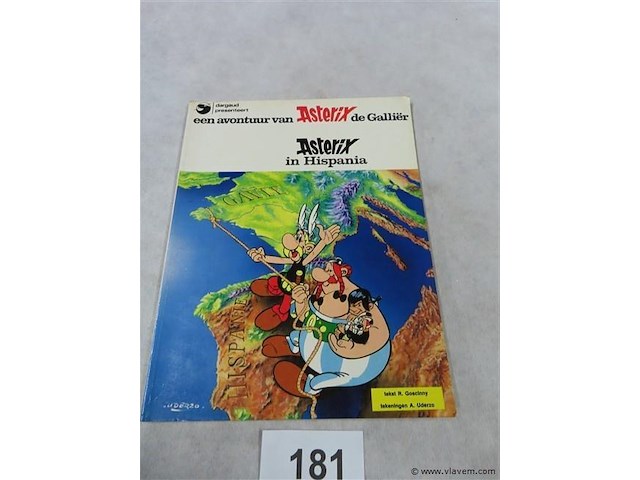 dargaud
presenteert
een avontuur van Asterix de Galliër
Asterix
in Hispania
GALLI
HISPANIA
UDERZO.
tekst R. Goscinny
tekeningen A. Uderzo
181
© www.vlavem.com